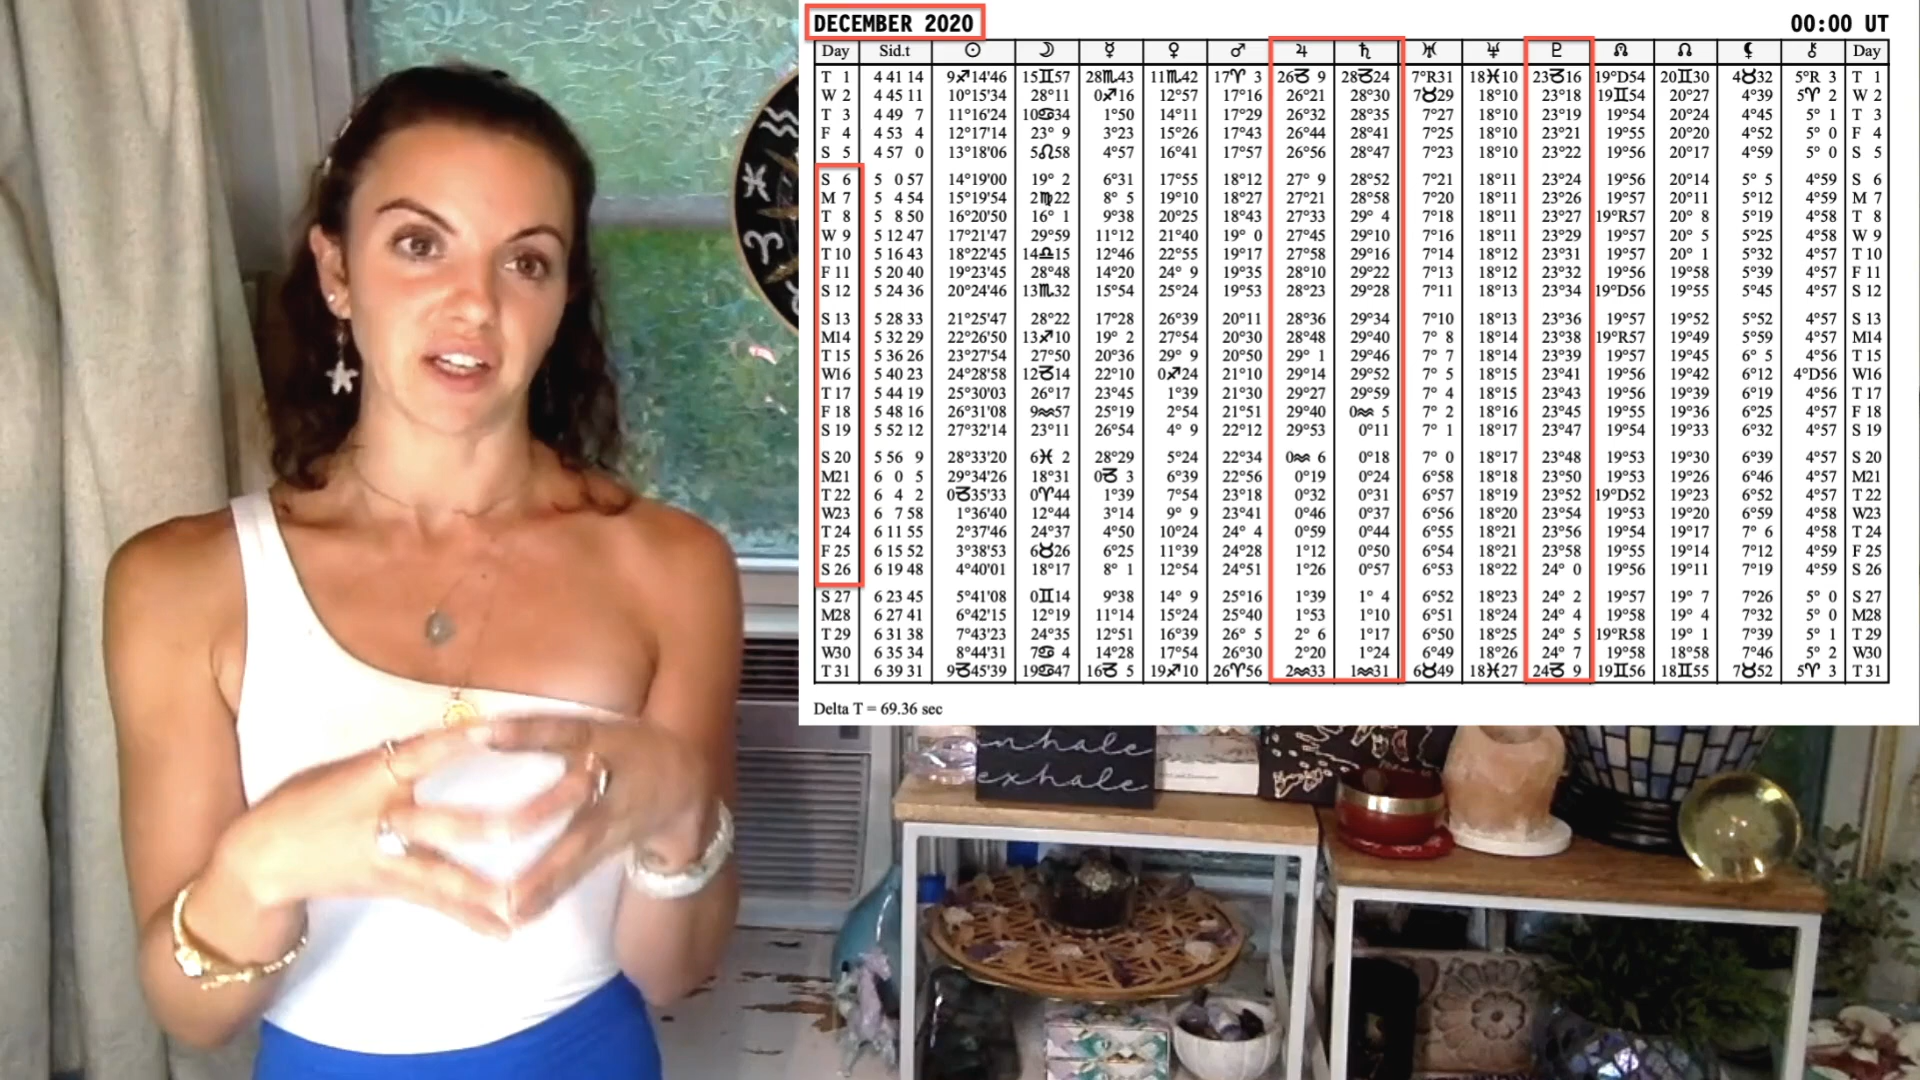 DECEMBER 2020 00:00 UT
Day Sid.t ☉ ☽ ☿ ♀ ♂ ♃ ♄ ♅ ♆ ♇ ☊ ☊ ⚸ ⚷ Day
T 1 4 41 14 9♐14'46 15♊57 28♏43 11♏42 17♈ 3 26♑ 9 28♑24 7°R31 18♓10 23♑16 19°D54 20♊30 4♉32 5°R 3 T 1
W 2 4 45 11 10°15'34 28°11 0♐16 12°57 17°16 26°21 28°30 7♉29 18°10 23°18 19♊54 20°27 4°39 5♈ 2 W 2
T 3 4 49 7 11°16'24 10♋34 1°50 14°11 17°29 26°32 28°35 7°27 18°10 23°19 19°54 20°24 4°45 5° 1 T 3
F 4 4 53 4 12°17'14 23° 9 3°23 15°26 17°43 26°44 28°41 7°25 18°10 23°21 19°55 20°20 4°52 5° 0 F 4
S 5 4 57 0 13°18'06 5♌58 4°57 16°41 17°57 26°56 28°47 7°23 18°10 23°22 19°56 20°17 4°59 5° 0 S 5
S 6 5 0 57 14°19'00 19° 2 6°31 17°55 18°12 27° 9 28°52 7°21 18°11 23°24 19°56 20°14 5° 5 4°59 S 6
M 7 5 4 54 15°19'54 2♍22 8° 5 19°10 18°27 27°21 28°58 7°20 18°11 23°26 19°57 20°11 5°12 4°59 M 7
T 8 5 8 50 16°20'50 16° 1 9°38 20°25 18°43 27°33 29° 4 7°18 18°11 23°27 19°R57 20° 8 5°19 4°58 T 8
W 9 5 12 47 17°21'47 29°59 11°12 21°40 19° 0 27°45 29°10 7°16 18°11 23°29 19°57 20° 5 5°25 4°58 W 9
T 10 5 16 43 18°22'45 14♎15 12°46 22°55 19°17 27°58 29°16 7°14 18°12 23°31 19°57 20° 1 5°32 4°57 T 10
F 11 5 20 40 19°23'45 28°48 14°20 24° 9 19°35 28°10 29°22 7°13 18°12 23°32 19°56 19°58 5°39 4°57 F 11
S 12 5 24 36 20°24'46 13♏32 15°54 25°24 19°53 28°23 29°28 7°11 18°13 23°34 19°D56 19°55 5°45 4°57 S 12
S 13 5 28 33 21°25'47 28°22 17°28 26°39 20°11 28°36 29°34 7°10 18°13 23°36 19°57 19°52 5°52 4°57 S 13
M14 5 32 29 22°26'50 13♐10 19° 2 27°54 20°30 28°48 29°40 7° 8 18°14 23°38 19°R57 19°49 5°59 4°57 M14
T 15 5 36 26 23°27'54 27°50 20°36 29° 9 20°50 29° 1 29°46 7° 7 18°14 23°39 19°57 19°45 6° 5 4°56 T 15
W16 5 40 23 24°28'58 12♑14 22°10 0♐24 21°10 29°14 29°52 7° 5 18°15 23°41 19°56 19°42 6°12 4°D56 W16
T 17 5 44 19 25°30'03 26°17 23°45 1°39 21°30 29°27 29°59 7° 4 18°15 23°43 19°56 19°39 6°19 4°56 T 17
F 18 5 48 16 26°31'08 9♒57 25°19 2°54 21°51 29°40 0♒ 5 7° 2 18°16 23°45 19°55 19°36 6°25 4°57 F 18
S 19 5 52 12 27°32'14 23°11 26°54 4° 9 22°12 29°53 0°11 7° 1 18°17 23°47 19°54 19°33 6°32 4°57 S 19
S 20 5 56 9 28°33'20 6♓ 2 28°29 5°24 22°34 0♒ 6 0°18 7° 0 18°17 23°48 19°53 19°30 6°39 4°57 S 20
M21 6 0 5 29°34'26 18°31 0♑ 3 6°39 22°56 0°19 0°24 6°58 18°18 23°50 19°53 19°26 6°46 4°57 M21
T 22 6 4 2 0♑35'33 0♈44 1°39 7°54 23°18 0°32 0°31 6°57 18°19 23°52 19°D52 19°23 6°52 4°57 T 22
W23 6 7 58 1°36'40 12°44 3°14 9° 9 23°41 0°46 0°37 6°56 18°20 23°54 19°53 19°20 6°59 4°58 W23
T 24 6 11 55 2°37'46 24°37 4°50 10°24 24° 4 0°59 0°44 6°55 18°21 23°56 19°54 19°17 7° 6 4°58 T 24
F 25 6 15 52 3°38'53 6♉26 6°25 11°39 24°28 1°12 0°50 6°54 18°21 23°58 19°55 19°14 7°12 4°59 F 25
S 26 6 19 48 4°40'01 18°17 8° 1 12°54 24°51 1°26 0°57 6°53 18°22 24° 0 19°56 19°11 7°19 4°59 S 26
S 27 6 23 45 5°41'08 0♊14 9°38 14° 9 25°16 1°39 1° 4 6°52 18°23 24° 2 19°57 19° 7 7°26 5° 0 S 27
M28 6 27 41 6°42'15 12°19 11°14 15°24 25°40 1°53 1°10 6°51 18°24 24° 4 19°58 19° 4 7°32 5° 0 M28
T 29 6 31 38 7°43'23 24°35 12°51 16°39 26° 5 2° 6 1°17 6°50 18°25 24° 5 19°R58 19° 1 7°39 5° 1 T 29
W30 6 35 34 8°44'31 7♋ 4 14°28 17°54 26°30 2°20 1°24 6°49 18°26 24° 7 19°58 18°58 7°46 5° 2 W30
T 31 6 39 31 9♑45'39 19♋47 16♑ 5 19♐10 26♈56 2♒33 1♒31 6♉49 18♓27 24♑ 9 19♊56 18♊55 7♉52 5♈ 3 T 31
Delta T = 69.36 sec
inhale
exhale